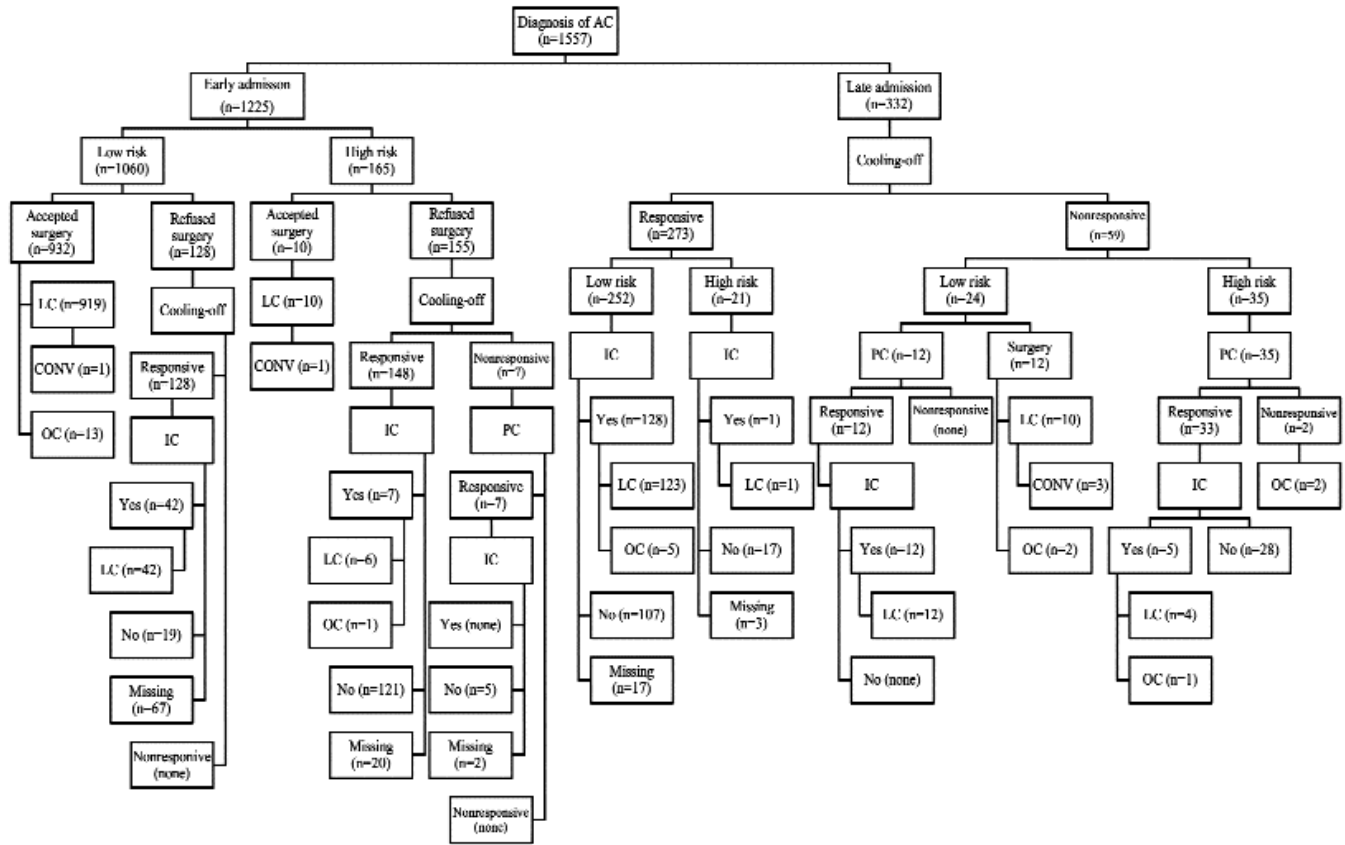 Diagnosis of AC
(n=1557)
Early admisson
(n=1225)
Late admission
(n=332)
Low risk
(n=1060)
High risk
(n=165)
Cooling-off
Accepted
surgery
(n=932)
Refused
surgery
(n=128)
Accepted
surgery
(n=10)
Refused
surgery
(n=155)
Responsive
(n=273)
Nonresponsive
(n=59)
LC (n=919)
Cooling-off
LC (n=10)
Cooling-off
Low risk
(n=252)
High risk
(n=21)
Low risk
(n=24)
High risk
(n=35)
CONV (n=1)
Responsive
(n=128)
CONV (n=1)
Responsive
(n=148)
Nonresponsive
(n=7)
IC
IC
PC (n=12)
Surgery
(n=12)
PC (n=35)
OC (n=13)
IC
IC
PC
Yes (n=128)
Yes (n=1)
Responsive
(n=12)
Nonresponsive
(none)
LC (n=10)
Responsive
(n=33)
Nonresponsive
(n=2)
Yes (n=42)
Yes (n=7)
Responsive
(n=7)
LC (n=123)
LC (n=1)
IC
CONV (n=3)
IC
OC (n=2)
LC (n=42)
LC (n=6)
IC
OC (n=5)
No (n=17)
Yes (n=12)
OC (n=2)
Yes (n=5)
No (n=28)
No (n=19)
OC (n=1)
Yes (none)
No (n=107)
Missing
(n=3)
LC (n=12)
LC (n=4)
Missing
(n=67)
No (n=121)
No (n=5)
Missing
(n=17)
No (none)
OC (n=1)
Nonresponive
(none)
Missing
(n=20)
Missing
(n=2)
Nonresponsive
(none)